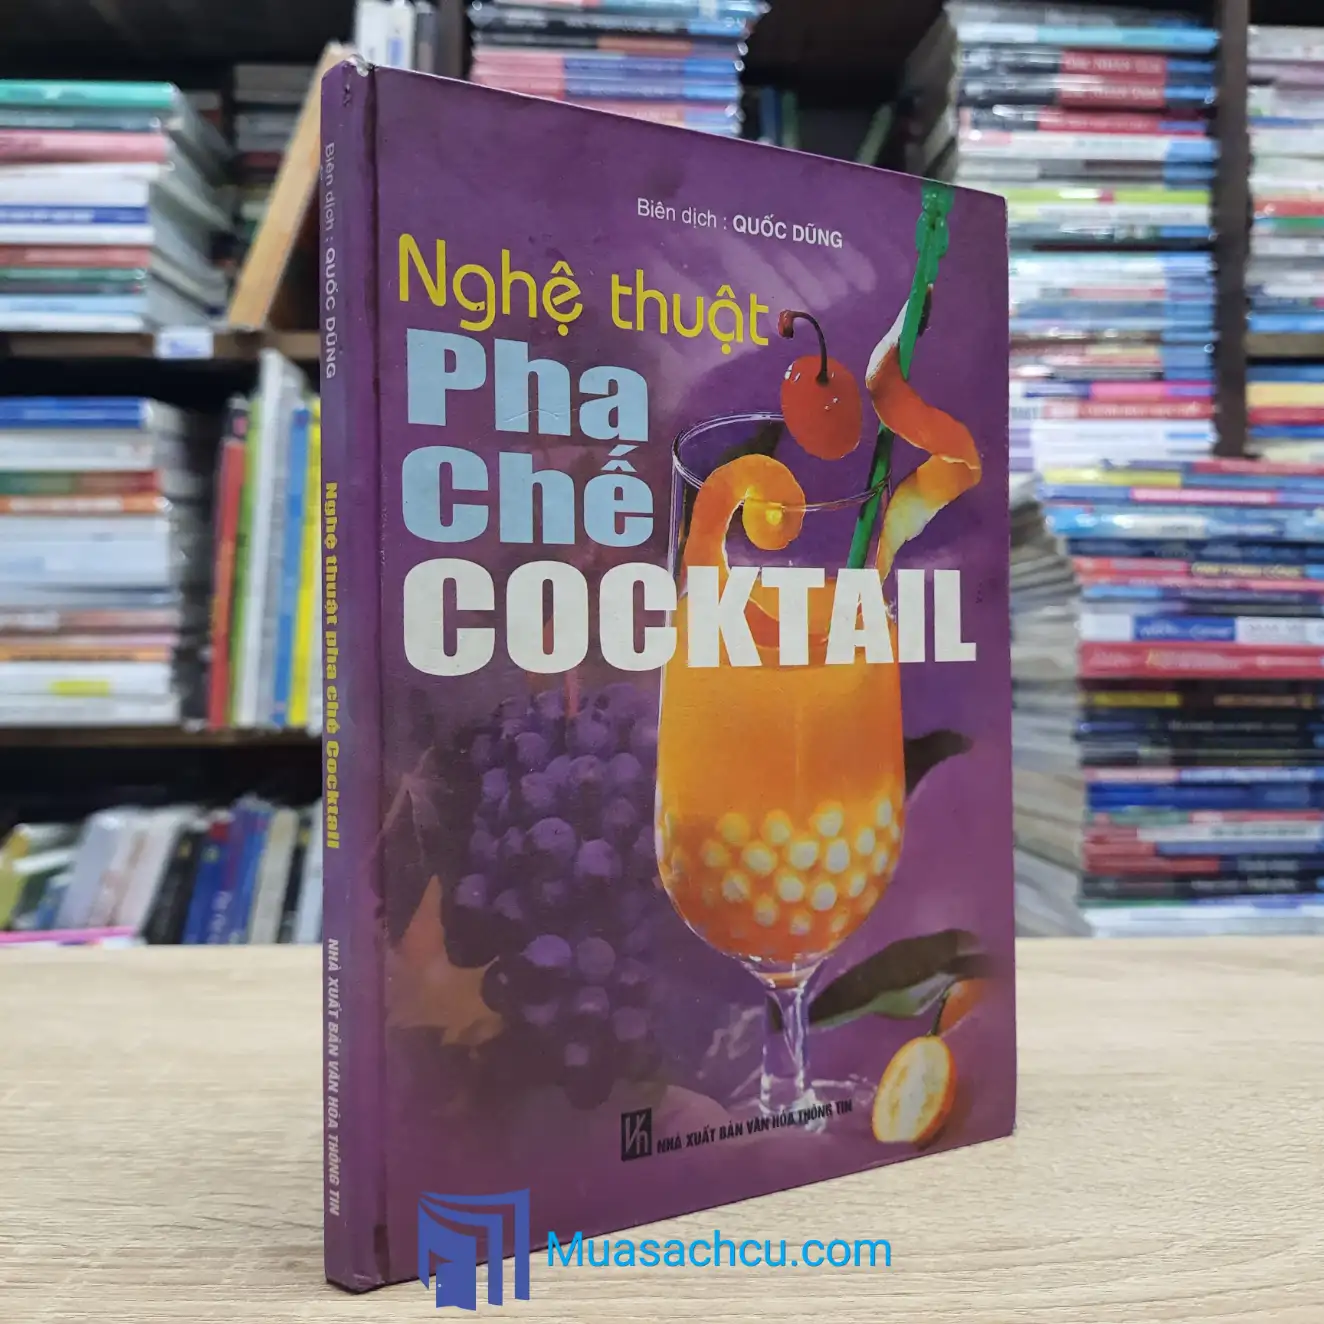 Biên dịch : QUỐC DŨNG
Nghệ thuật
Pha
Chế
COCKTAIL
NHÀ XUẤT BẢN VĂN HÓA THÔNG TIN
Biên dịch : QUỐC DŨNG
Nghệ thuật pha chế Cocktail
NHÀ XUẤT BẢN VĂN HÓA THÔNG TIN
Muasachcu.com